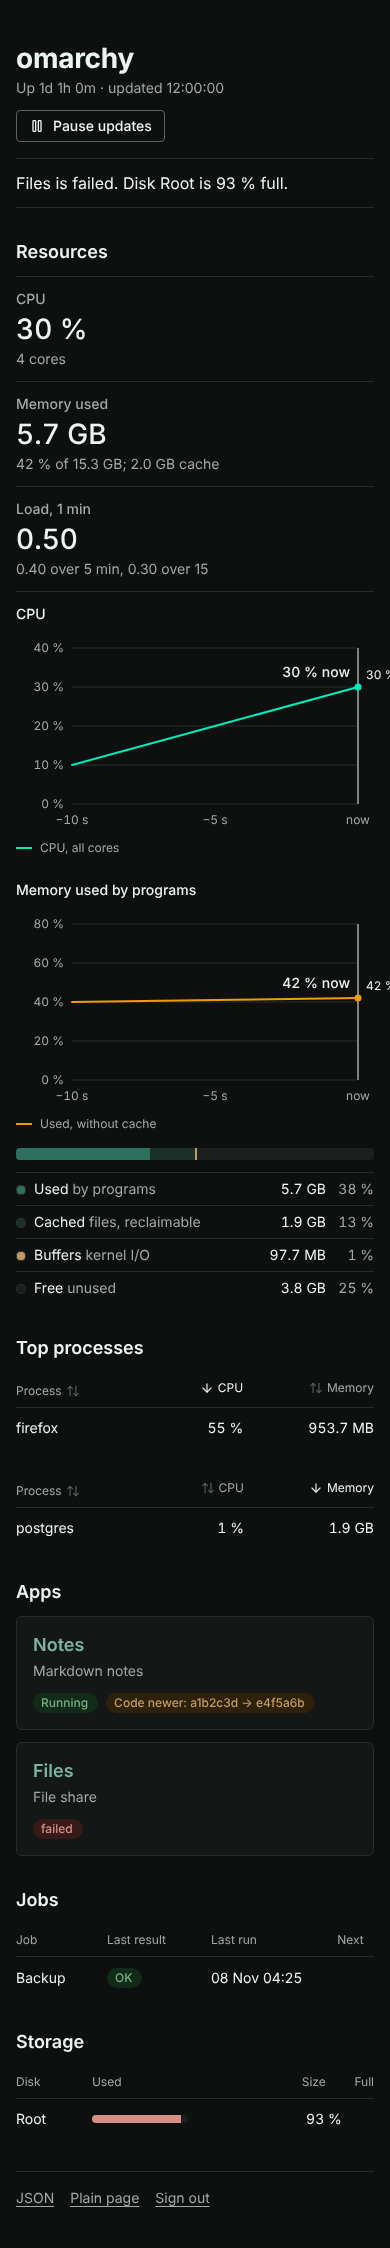 omarchy
Up 1d 1h 0m · updated 12:00:00
Pause updates
Files is failed. Disk Root is 93 % full.
Resources
CPU
30 %
4 cores
Memory used
5.7 GB
42 % of 15.3 GB; 2.0 GB cache
Load, 1 min
0.50
0.40 over 5 min, 0.30 over 15
CPU
40 %
30 % now
30 %
30 %
20 %
10 %
0 %
−10 s −5 s now
CPU, all cores
Memory used by programs
80 %
60 %
42 % now
42 %
40 %
20 %
0 %
−10 s −5 s now
Used, without cache
Used by programs 5.7 GB 38 %
Cached files, reclaimable 1.9 GB 13 %
Buffers kernel I/O 97.7 MB 1 %
Free unused 3.8 GB 25 %
Top processes
Process ↓ CPU Memory
firefox 55 % 953.7 MB
Process CPU ↓ Memory
postgres 1 % 1.9 GB
Apps
Notes
Markdown notes
Running Code newer: a1b2c3d → e4f5a6b
Files
File share
failed
Jobs
Job Last result Last run Next
Backup OK 08 Nov 04:25
Storage
Disk Used Size Full
Root 93 %
JSON Plain page Sign out